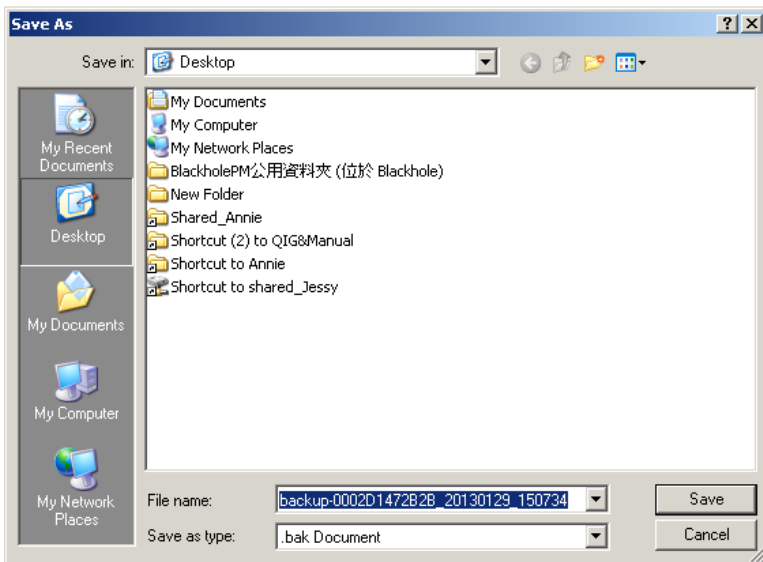 Save As
Save in: Desktop
My Recent
Documents
Desktop
My Documents
My Computer
My Network
Places
My Documents
My Computer
My Network Places
BlackholePM公用資料夾 (位於 Blackhole)
New Folder
Shared_Annie
Shortcut (2) to QIG&Manual
Shortcut to Annie
Shortcut to shared_Jessy
File name: backup-0002D1472B2B_20130129_150734 Save
Save as type: .bak Document Cancel